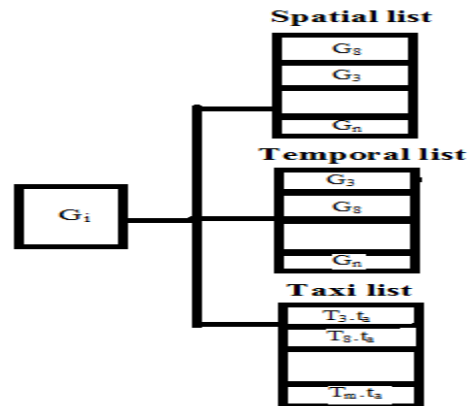 Spatial list
G₈
G₃
Gₙ
Temporal list
G₃
G₈
Gₙ
Gᵢ
Taxi list
T₃-tₐ
T₈-tₐ
Tₘ-tₐ